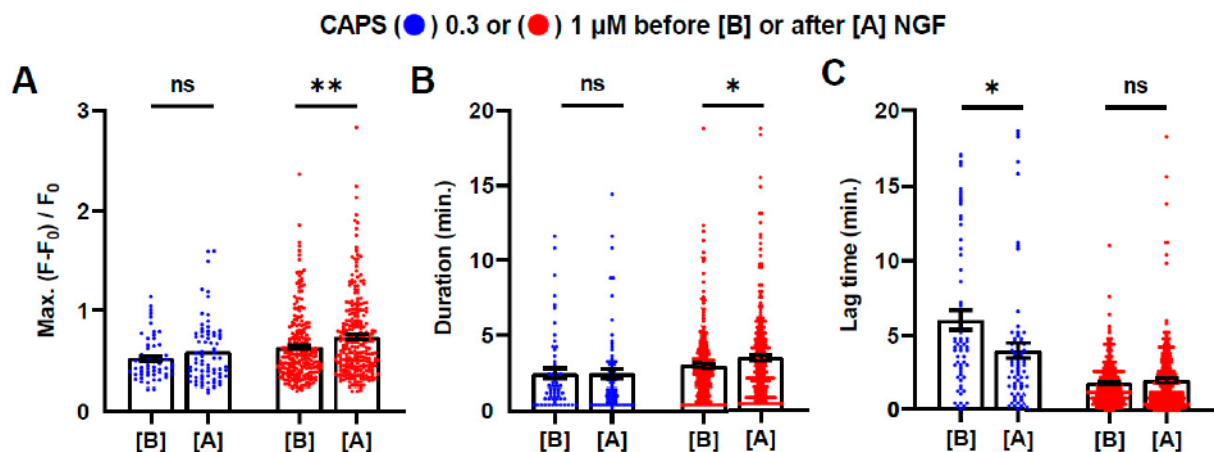 CAPS (●) 0.3 or (●) 1 µM before [B] or after [A] NGF
A
ns
**
3
2
1
0
Max. (F-F₀) / F₀
[B] [A] [B] [A]
B
ns
*
20
15
10
5
0
Duration (min.)
[B] [A] [B] [A]
C
*
ns
20
15
10
5
0
Lag time (min.)
[B] [A] [B] [A]